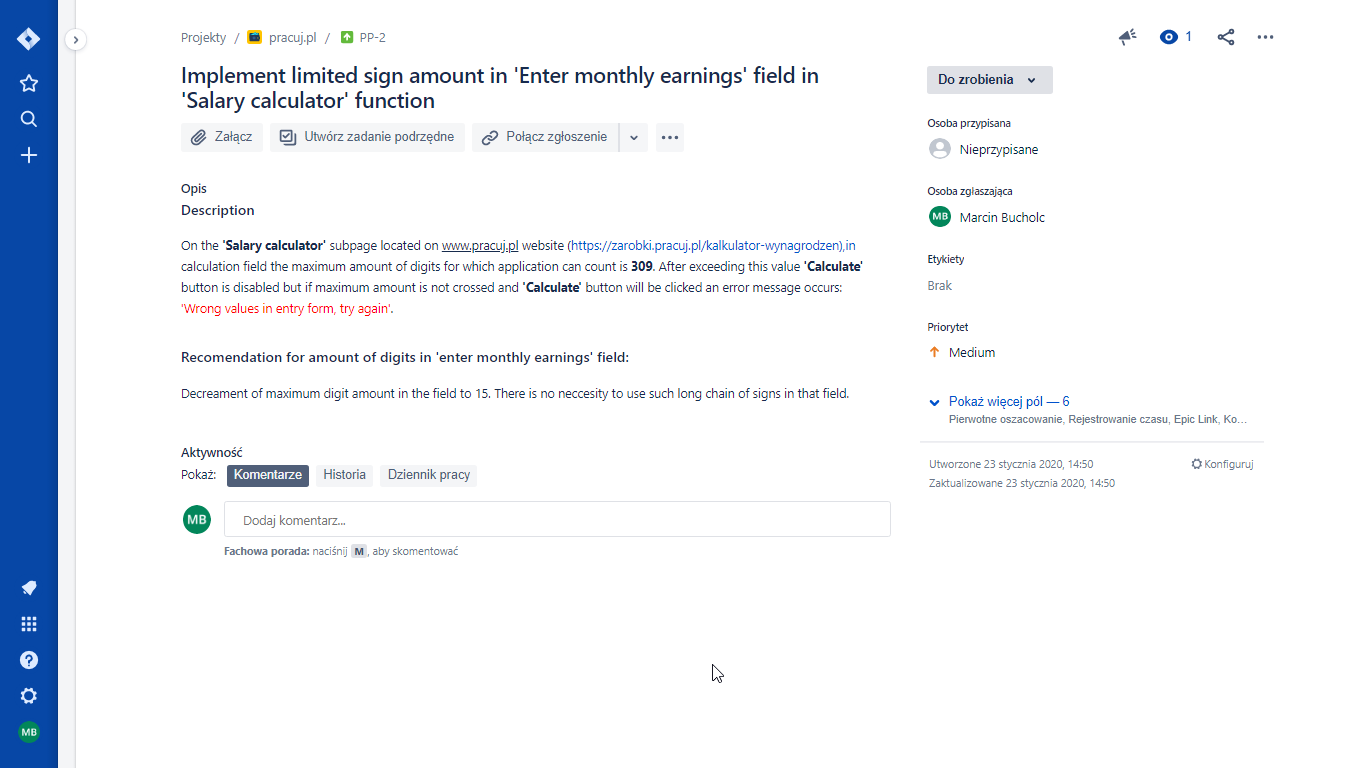 Projekty / pracuj.pl / PP-2
1
Implement limited sign amount in 'Enter monthly earnings' field in
'Salary calculator' function
Załącz
Utwórz zadanie podrzędne
Połącz zgłoszenie
Opis
Description
On the 'Salary calculator' subpage located on www.pracuj.pl website (https://zarobki.pracuj.pl/kalkulator-wynagrodzen),in
calculation field the maximum amount of digits for which application can count is 309. After exceeding this value 'Calculate'
button is disabled but if maximum amount is not crossed and 'Calculate' button will be clicked an error message occurs:
'Wrong values in entry form, try again'.
Recomendation for amount of digits in 'enter monthly earnings' field:
Decreament of maximum digit amount in the field to 15. There is no neccesity to use such long chain of signs in that field.
Aktywność
Pokaż: Komentarze Historia Dziennik pracy
MB
Dodaj komentarz...
Fachowa porada: naciśnij M, aby skomentować
Do zrobienia
Osoba przypisana
Nieprzypisane
Osoba zgłaszająca
MB Marcin Bucholc
Etykiety
Brak
Priorytet
Medium
Pokaż więcej pól — 6
Pierwotne oszacowanie, Rejestrowanie czasu, Epic Link, Ko...
Utworzone 23 stycznia 2020, 14:50
Konfiguruj
Zaktualizowane 23 stycznia 2020, 14:50
MB